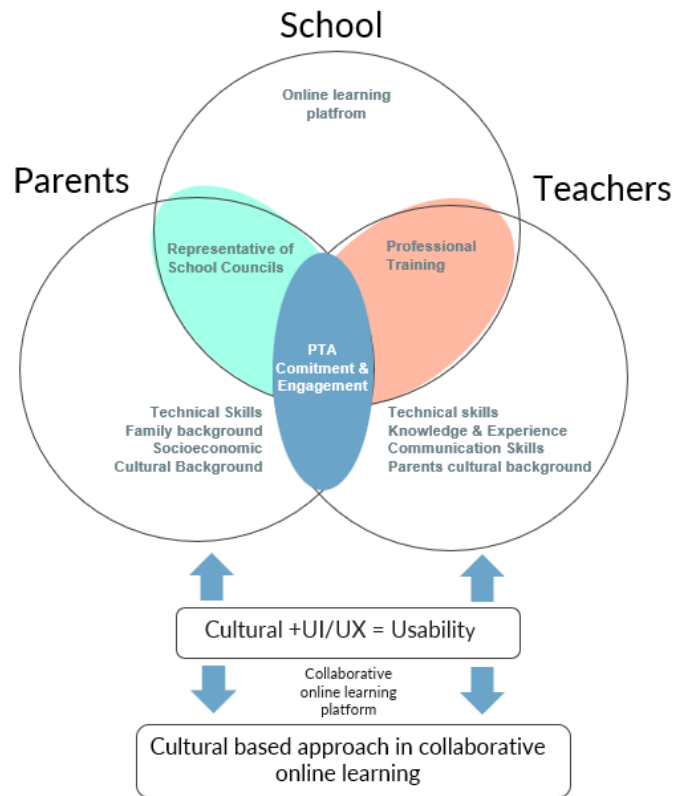 School
Online learning
platfrom
Parents
Teachers
Representative of
School Councils
Professional
Training
PTA
Comitment &
Engagement
Technical Skills
Family background
Socioeconomic
Cultural Background
Technical skills
Knowledge & Experience
Communication Skills
Parents cultural background
Cultural +UI/UX = Usability
Collaborative
online learning
platform
Cultural based approach in collaborative
online learning